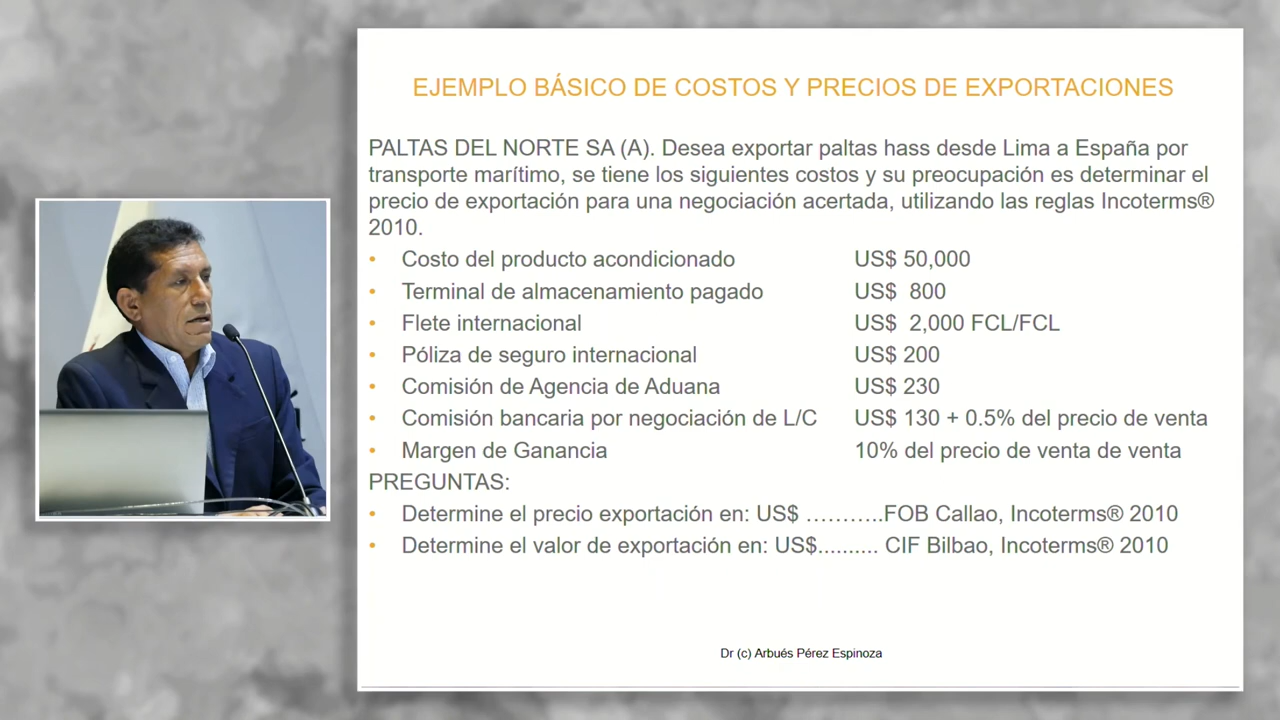 EJEMPLO BÁSICO DE COSTOS Y PRECIOS DE EXPORTACIONES
PALTAS DEL NORTE SA (A). Desea exportar paltas hass desde Lima a España por
transporte marítimo, se tiene los siguientes costos y su preocupación es determinar el
precio de exportación para una negociación acertada, utilizando las reglas Incoterms®
2010.
• Costo del producto acondicionado US$ 50,000
• Terminal de almacenamiento pagado US$ 800
• Flete internacional US$ 2,000 FCL/FCL
• Póliza de seguro internacional US$ 200
• Comisión de Agencia de Aduana US$ 230
• Comisión bancaria por negociación de L/C US$ 130 + 0.5% del precio de venta
• Margen de Ganancia 10% del precio de venta de venta
PREGUNTAS:
• Determine el precio exportación en: US$ ………..FOB Callao, Incoterms® 2010
• Determine el valor de exportación en: US$.......... CIF Bilbao, Incoterms® 2010
Dr (c) Arbués Pérez Espinoza